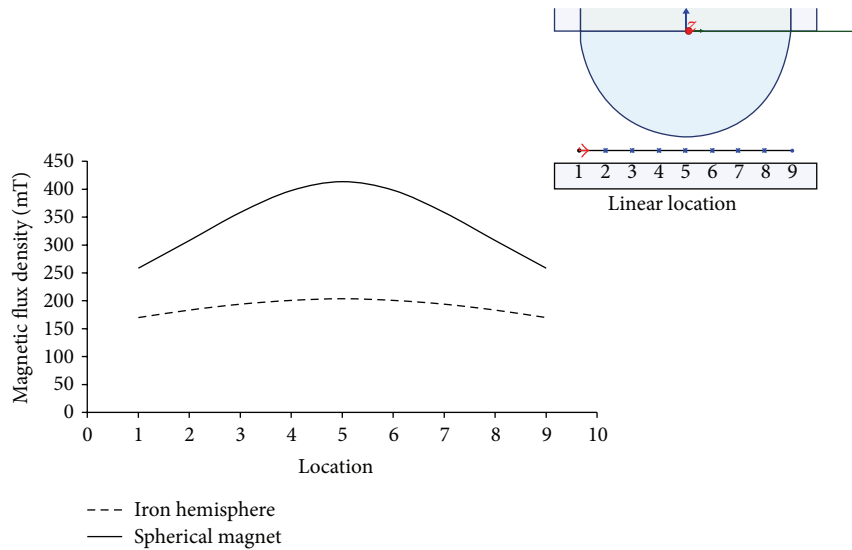 z
1 2 3 4 5 6 7 8 9
Linear location
Magnetic flux density (mT)
450
400
350
300
250
200
150
100
50
0
0 1 2 3 4 5 6 7 8 9 10
Location
Iron hemisphere
Spherical magnet